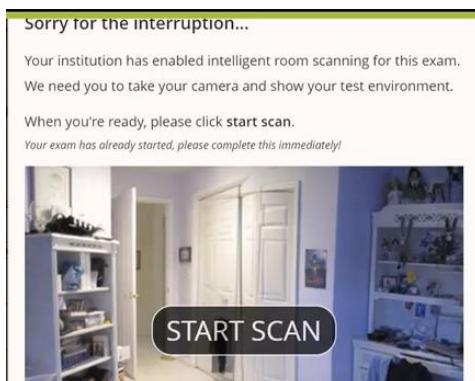 Sorry for the interruption...
Your institution has enabled intelligent room scanning for this exam.
We need you to take your camera and show your test environment.
When you're ready, please click start scan.
Your exam has already started, please complete this immediately!
START SCAN